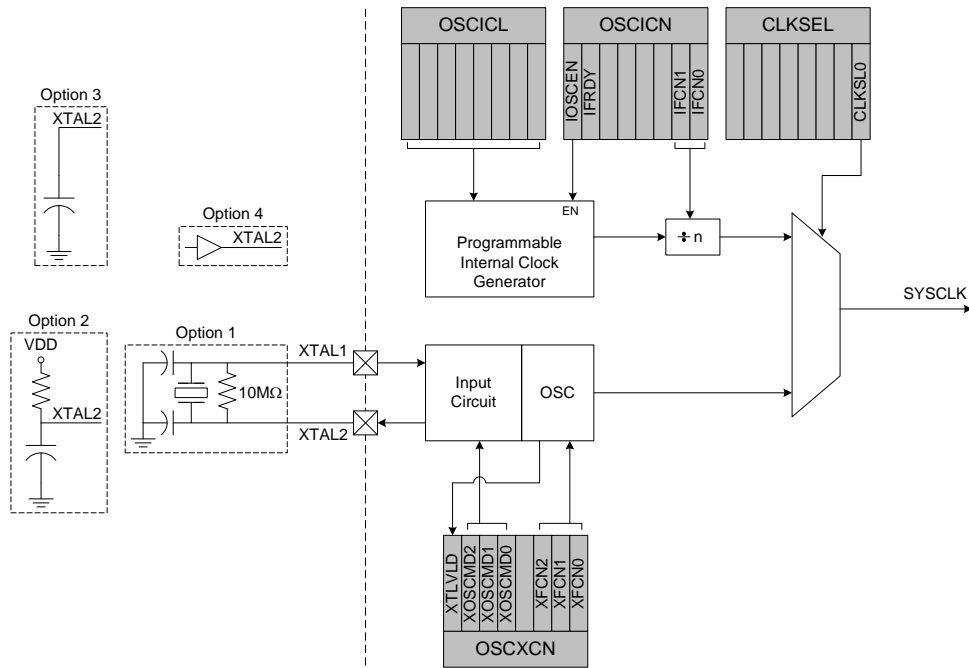 OSCICL
OSCICN
CLKSEL
IOSCEN
IFRDY
IFCN1
IFCN0
CLKSL0
Option 3
XTAL2
Option 4
XTAL2
EN
Programmable
Internal Clock
Generator
÷ n
SYSCLK
Option 2
VDD
XTAL2
Option 1
10MΩ
XTAL1
XTAL2
Input
Circuit
OSC
XTLVLD
XOSCMD2
XOSCMD1
XOSCMD0
XFCN2
XFCN1
XFCN0
OSCXCN